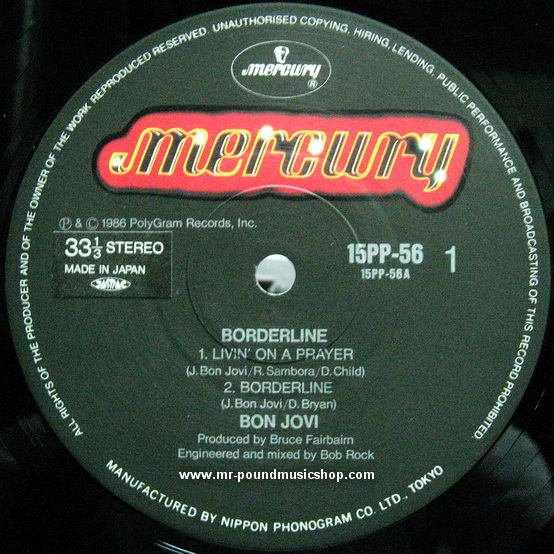 ALL RIGHTS OF THE PRODUCER AND OF THE OWNER OF THE WORK REPRODUCED RESERVED. UNAUTHORISED COPYING, HIRING, LENDING, PUBLIC PERFORMANCE AND BROADCASTING OF THIS RECORD PROHIBITED.
mercury
®
mercury
Ⓟ & © 1986 PolyGram Records, Inc.
33 1/3 STEREO
MADE IN JAPAN
15PP-56 1
15PP-56A
BORDERLINE
1. LIVIN' ON A PRAYER
(J.Bon Jovi/R. Sambora/D. Child)
2. BORDERLINE
(J.Bon Jovi/D. Bryan)
BON JOVI
Produced by Bruce Fairbairn
Engineered and mixed by Bob Rock
www.mr-poundmusicshop.com
MANUFACTURED BY NIPPON PHONOGRAM CO. LTD., TOKYO